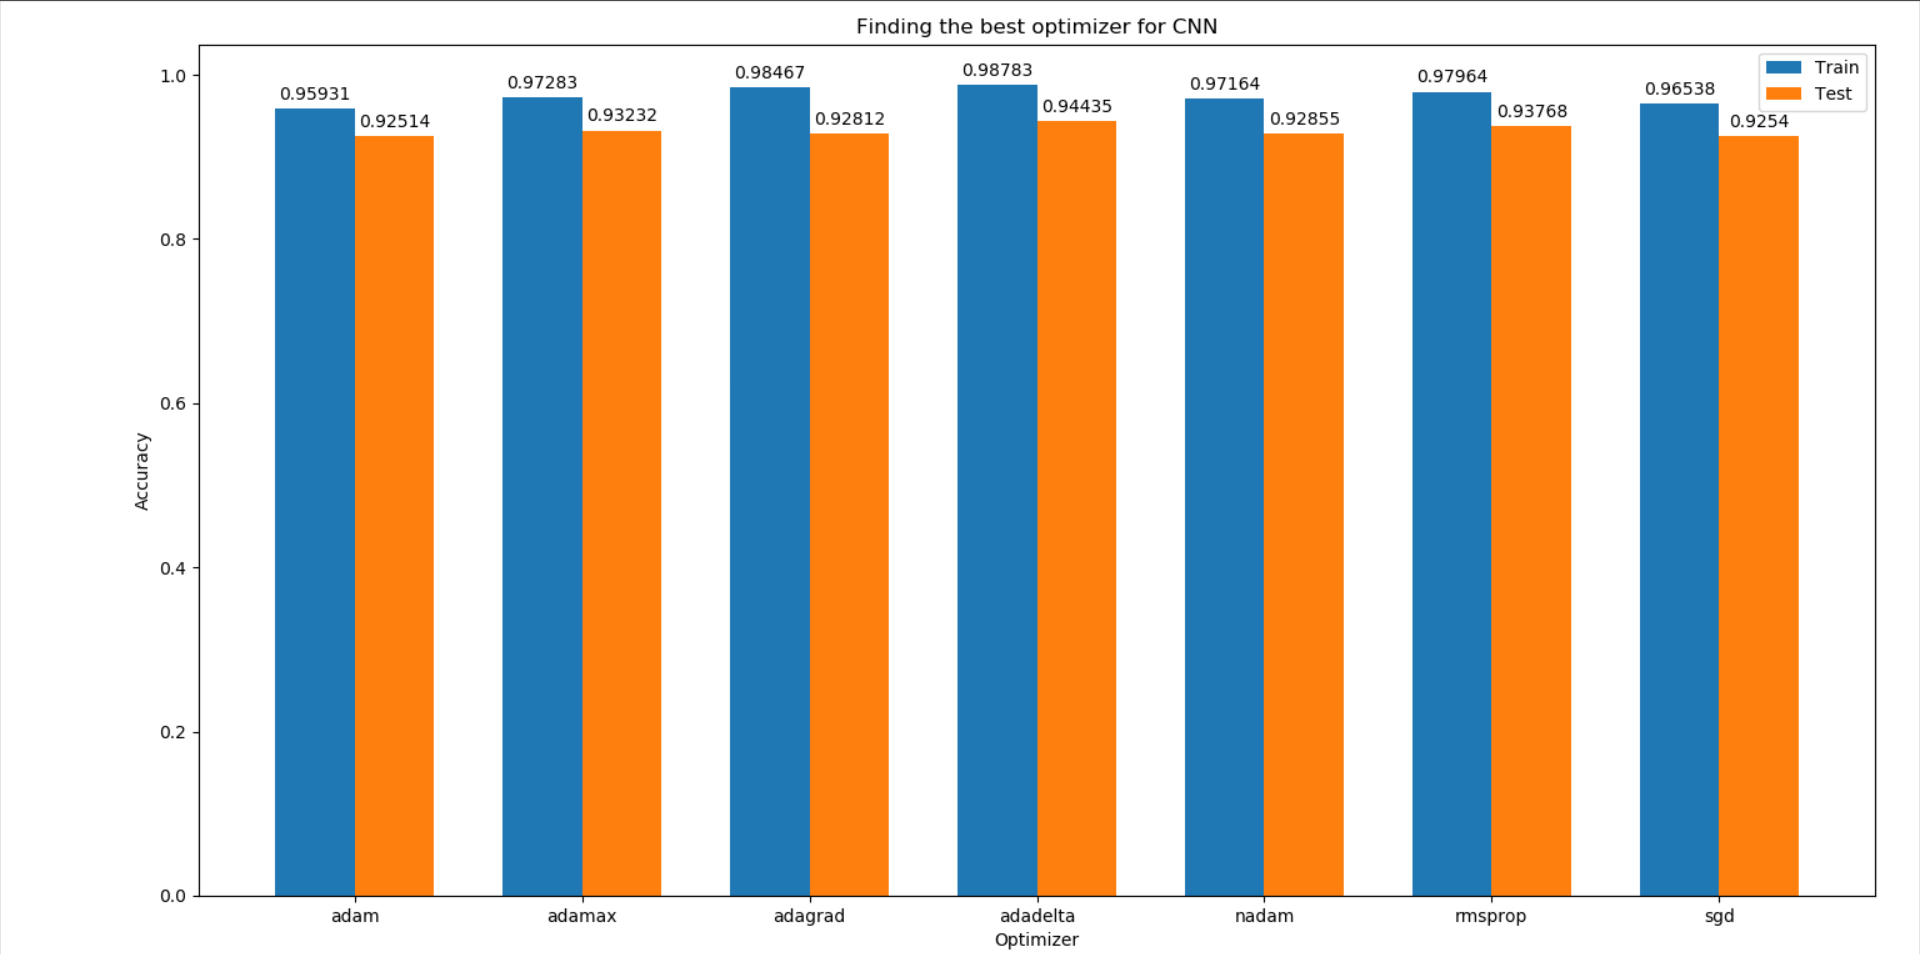 Finding the best optimizer for CNN
Train
Test
1.0
0.8
0.6
0.4
0.2
0.0
Accuracy
0.95931
0.92514
0.97283
0.93232
0.98467
0.92812
0.98783
0.94435
0.97164
0.92855
0.97964
0.93768
0.96538
0.9254
adam
adamax
adagrad
adadelta
nadam
rmsprop
sgd
Optimizer